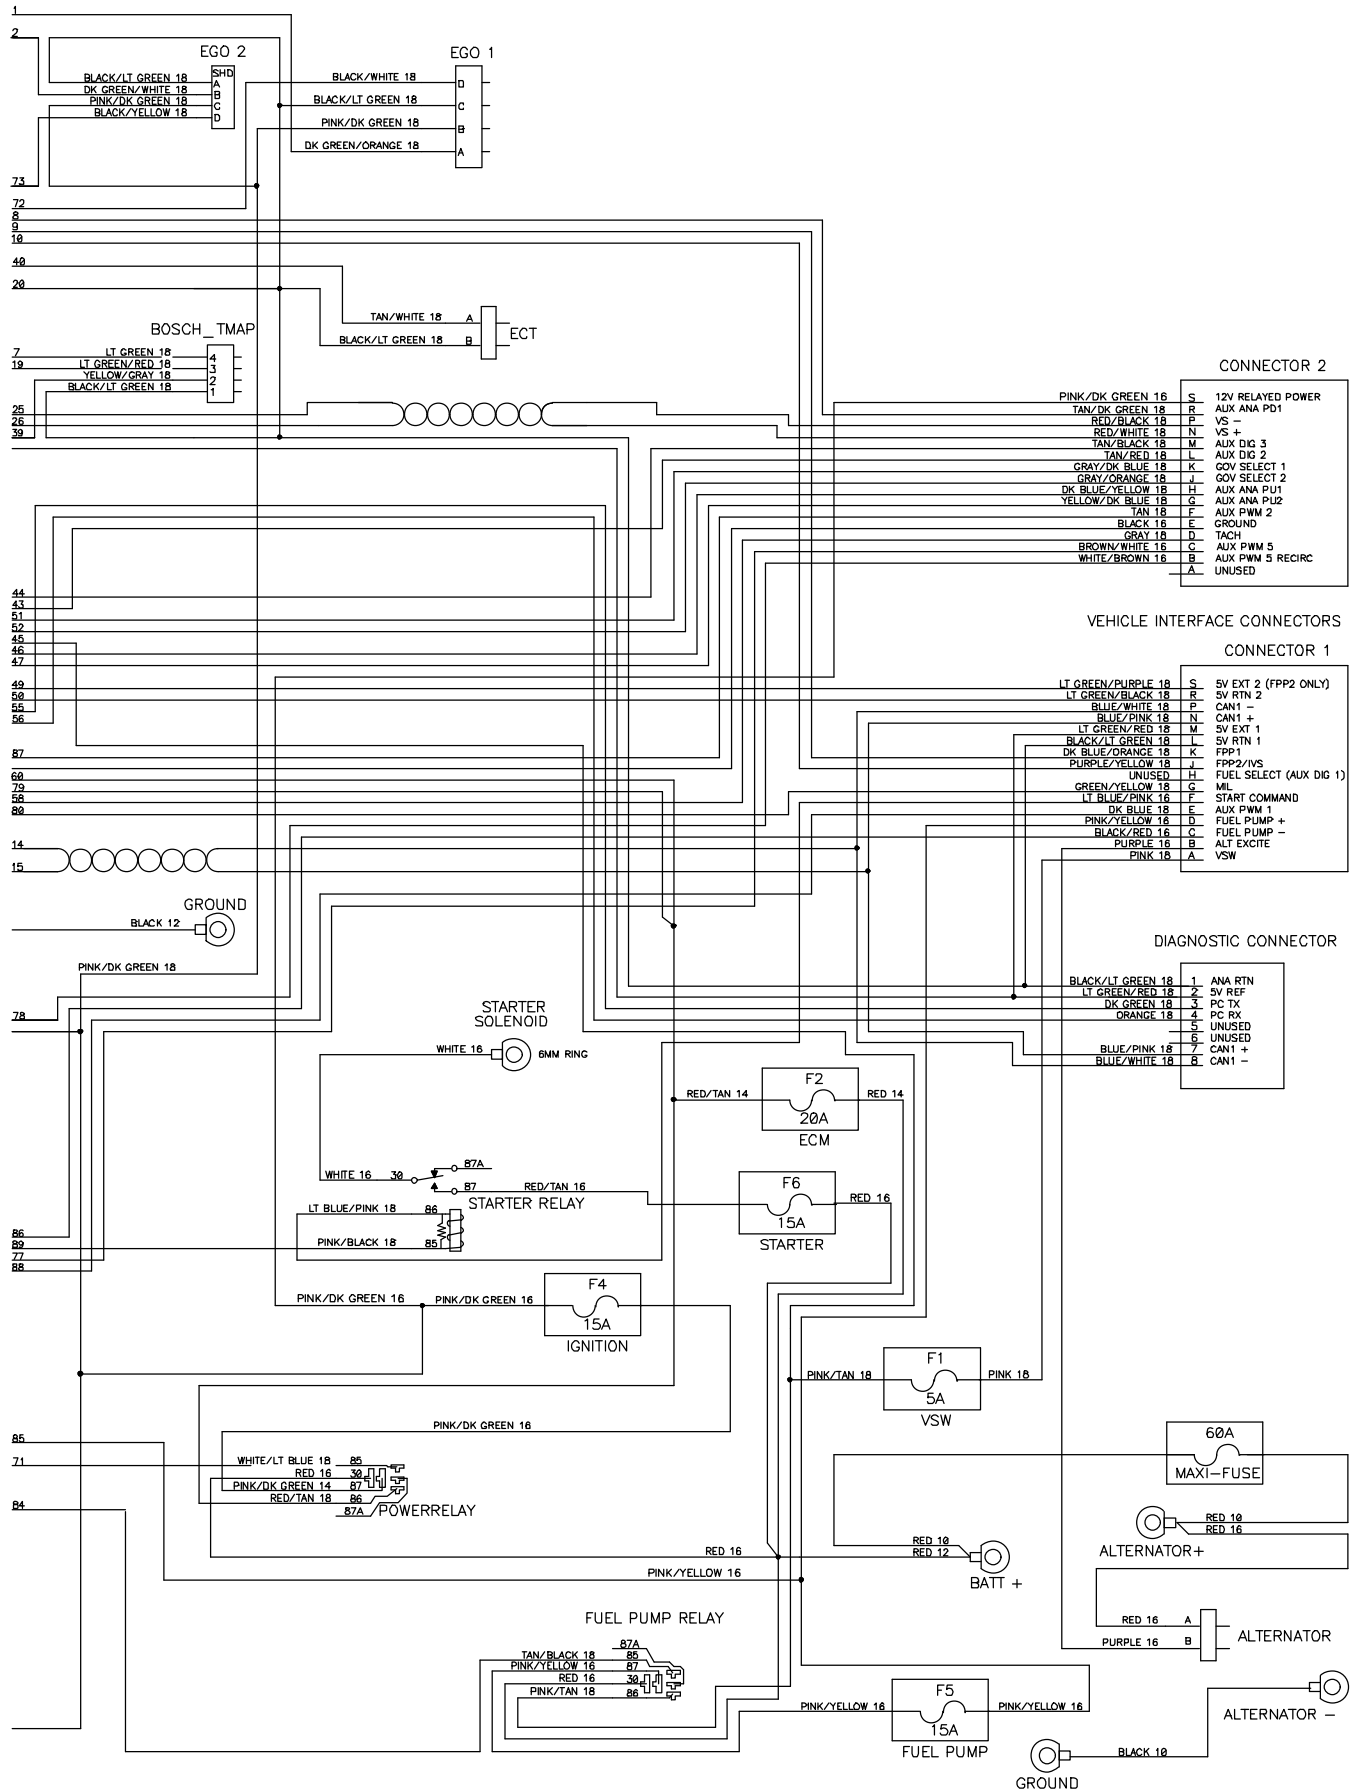 1
2
EGO 2
EGO 1
SHD
BLACK/LT GREEN 18 A
DK GREEN/WHITE 18 B
PINK/DK GREEN 18 C
BLACK/YELLOW 18 D
BLACK/WHITE 18 D
BLACK/LT GREEN 18 C
PINK/DK GREEN 18 B
DK GREEN/ORANGE 18 A
73
72
8
9
10
40
20
TAN/WHITE 18 A
BLACK/LT GREEN 18 B
ECT
BOSCH_TMAP
7 LT GREEN 18 4
19 LT GREEN/RED 18 3
YELLOW/GRAY 18 2
BLACK/LT GREEN 18 1
25
26
39
CONNECTOR 2
PINK/DK GREEN 16 S 12V RELAYED POWER
TAN/DK GREEN 18 R AUX ANA PD1
RED/BLACK 18 P VS -
RED/WHITE 18 N VS +
TAN/BLACK 18 M AUX DIG 3
TAN/RED 18 L AUX DIG 2
GRAY/DK BLUE 18 K GOV SELECT 1
GRAY/ORANGE 18 J GOV SELECT 2
DK BLUE/YELLOW 18 H AUX ANA PU1
YELLOW/DK BLUE 18 G AUX ANA PU2
TAN 18 F AUX PWM 2
BLACK 16 E GROUND
GRAY 18 D TACH
BROWN/WHITE 16 C AUX PWM 5
WHITE/BROWN 16 B AUX PWM 5 RECIRC
A UNUSED
44
43
51
52
45
46
47
49
50
55
56
87
60
79
58
80
14
15
VEHICLE INTERFACE CONNECTORS
CONNECTOR 1
LT GREEN/PURPLE 18 S 5V EXT 2 (FPP2 ONLY)
LT GREEN/BLACK 18 R 5V RTN 2
BLUE/WHITE 18 P CAN1 -
BLUE/PINK 18 N CAN1 +
LT GREEN/RED 18 M 5V EXT 1
BLACK/LT GREEN 18 L 5V RTN 1
DK BLUE/ORANGE 18 K FPP1
PURPLE/YELLOW 18 J FPP2/IVS
UNUSED H FUEL SELECT (AUX DIG 1)
GREEN/YELLOW 18 G MIL
LT BLUE/PINK 16 F START COMMAND
DK BLUE 18 E AUX PWM 1
PINK/YELLOW 16 D FUEL PUMP +
BLACK/RED 16 C FUEL PUMP -
PURPLE 16 B ALT EXCITE
PINK 18 A VSW
GROUND
BLACK 12
PINK/DK GREEN 18
DIAGNOSTIC CONNECTOR
BLACK/LT GREEN 18 1 ANA RTN
LT GREEN/RED 18 2 5V REF
DK GREEN 18 3 PC TX
ORANGE 18 4 PC RX
5 UNUSED
6 UNUSED
BLUE/PINK 18 7 CAN1 +
BLUE/WHITE 18 8 CAN1 -
78
STARTER
SOLENOID
WHITE 16
6MM RING
RED/TAN 14
F2
20A
RED 14
ECM
WHITE 16 30
87A
87
RED/TAN 16
STARTER RELAY
F6
15A
RED 16
STARTER
LT BLUE/PINK 18 86
PINK/BLACK 18 85
86
89
77
88
PINK/DK GREEN 16
PINK/DK GREEN 16
F4
15A
IGNITION
PINK/TAN 18
F1
5A
PINK 18
VSW
PINK/DK GREEN 16
85
71
84
WHITE/LT BLUE 18 85
RED 16 30
PINK/DK GREEN 14 87
RED/TAN 18 86
87A
POWERRELAY
60A
MAXI-FUSE
RED 10
RED 16
ALTERNATOR+
RED 16
RED 10
RED 12
BATT +
PINK/YELLOW 16
FUEL PUMP RELAY
87A
TAN/BLACK 18 85
PINK/YELLOW 16 87
RED 16 30
PINK/TAN 18 86
RED 16 A
PURPLE 16 B
ALTERNATOR
PINK/YELLOW 16
F5
15A
PINK/YELLOW 16
FUEL PUMP
ALTERNATOR -
BLACK 10
GROUND